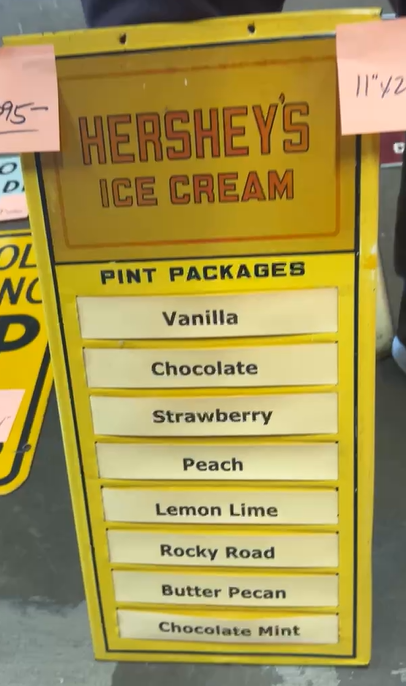 95-
11"x2
HERSHEY'S
ICE CREAM
PINT PACKAGES
Vanilla
Chocolate
Strawberry
Peach
Lemon Lime
Rocky Road
Butter Pecan
Chocolate Mint